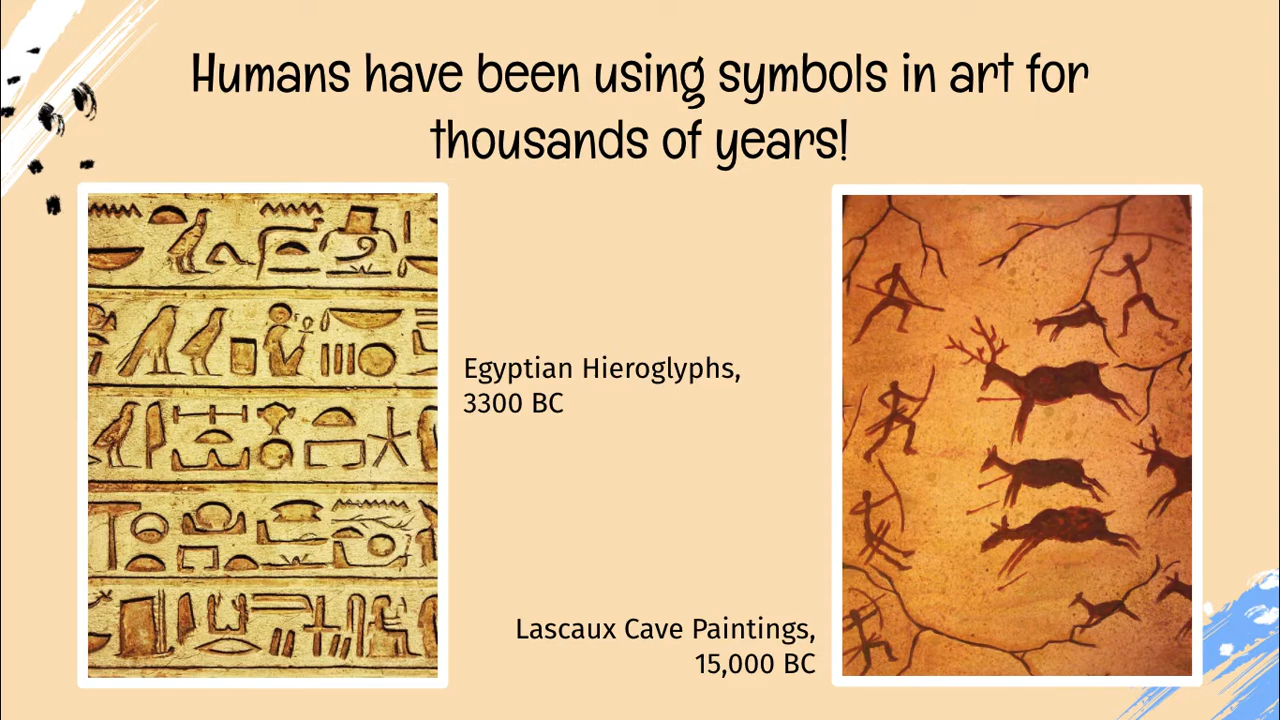 Humans have been using symbols in art for
thousands of years!
Egyptian Hieroglyphs,
3300 BC
Lascaux Cave Paintings,
15,000 BC